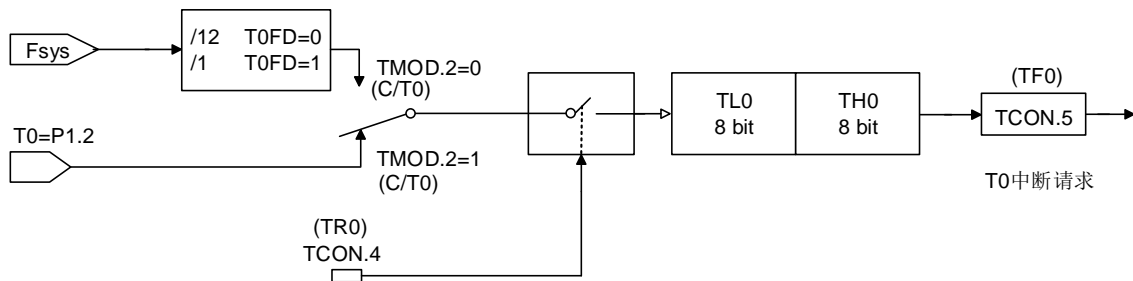 Fsys
/12 T0FD=0
/1 T0FD=1
TMOD.2=0
(C/T0)
T0=P1.2
TMOD.2=1
(C/T0)
(TR0)
TCON.4
TL0
8 bit
TH0
8 bit
(TF0)
TCON.5
T0中断请求